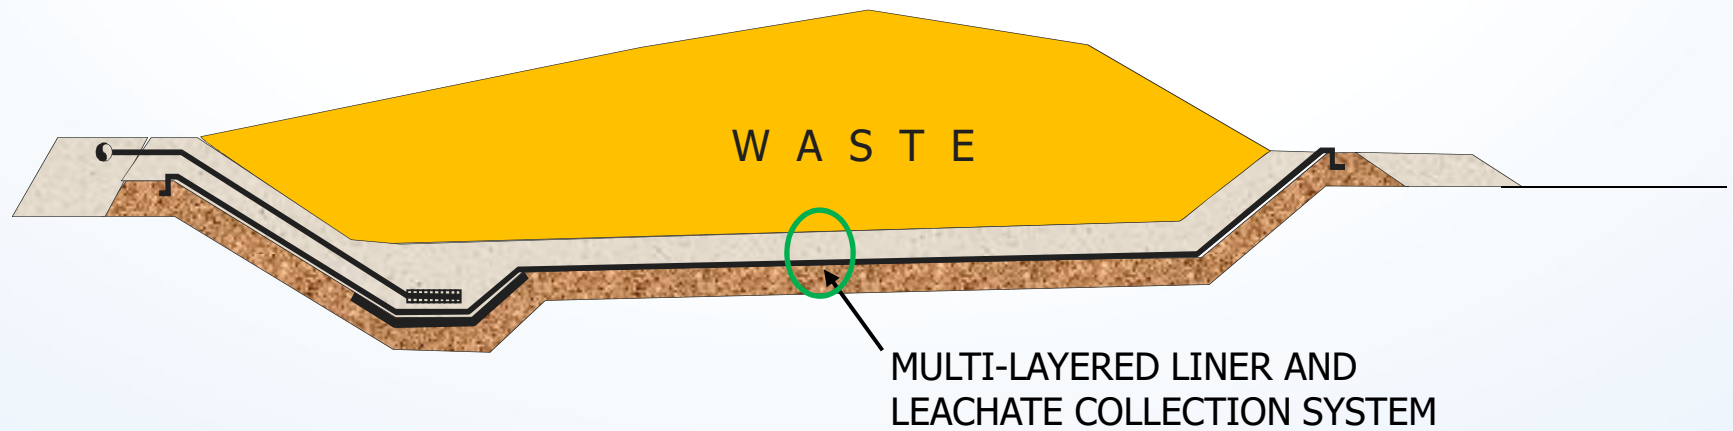 W A S T E
MULTI-LAYERED LINER AND
LEACHATE COLLECTION SYSTEM